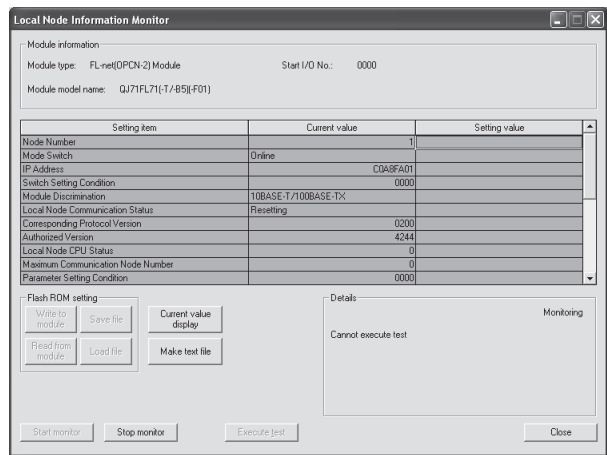 Local Node Information Monitor
Module information
Module type: FL-net(OPCN-2) Module Start I/O No.: 0000
Module model name: QJ71FL71(-T/-B5)(-F01)
Setting item Current value Setting value
Node Number 1
Mode Switch Online
IP Address C0A8FA01
Switch Setting Condition 0000
Module Discrimination 10BASE-T/100BASE-TX
Local Node Communication Status Resetting
Corresponding Protocol Version 0200
Authorized Version 4244
Local Node CPU Status 0
Maximum Communication Node Number 0
Parameter Setting Condition 0000
Flash ROM setting
Write to module
Save file
Read from module
Load file
Current value display
Make text file
Details
Monitoring
Cannot execute test
Start monitor
Stop monitor
Execute test
Close